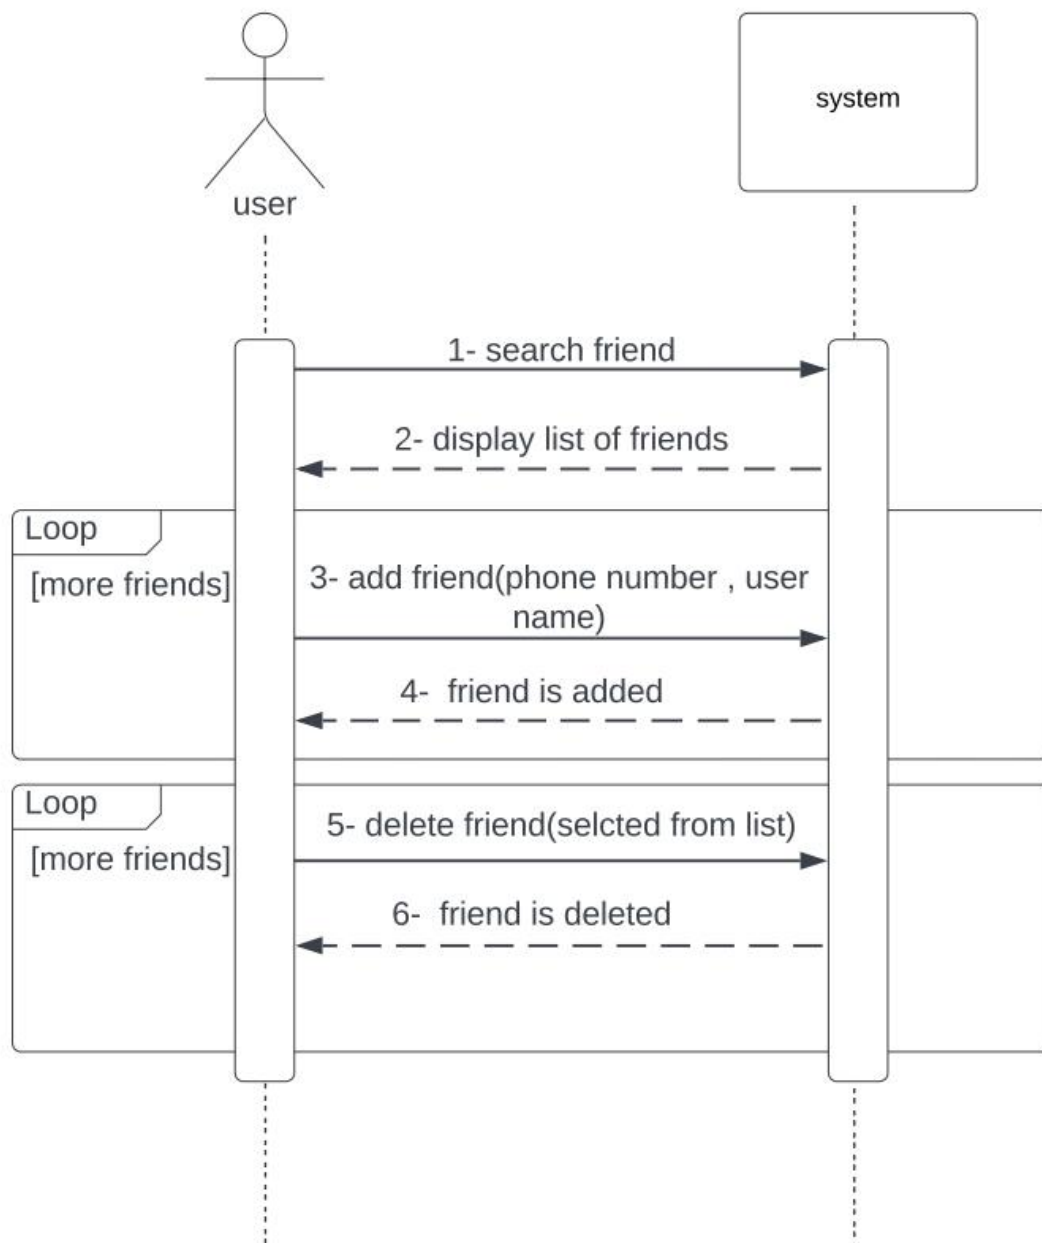 system
user
1- search friend
2- display list of friends
Loop
[more friends]
3- add friend(phone number , user
name)
4-  friend is added
Loop
[more friends]
5- delete friend(selcted from list)
6-  friend is deleted